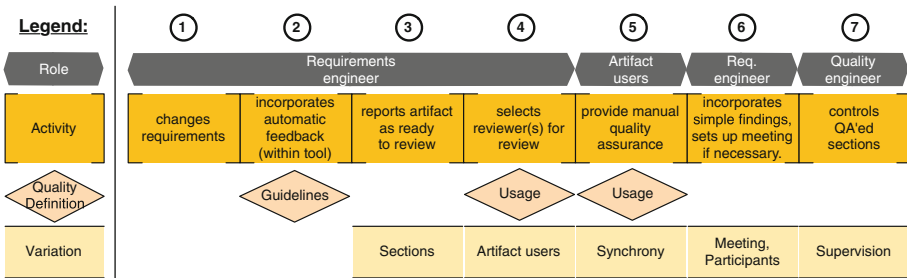 Legend:
1
2
3
4
5
6
7
Role
Requirements
engineer
Artifact
users
Req.
engineer
Quality
engineer
Activity
changes
requirements
incorporates
automatic
feedback
(within tool)
reports artifact
as ready
to review
selects
reviewer(s) for
review
provide manual
quality
assurance
incorporates
simple findings,
sets up meeting
if necessary.
controls
QA'ed
sections
Quality
Definition
Guidelines
Usage
Usage
Variation
Sections
Artifact users
Synchrony
Meeting,
Participants
Supervision